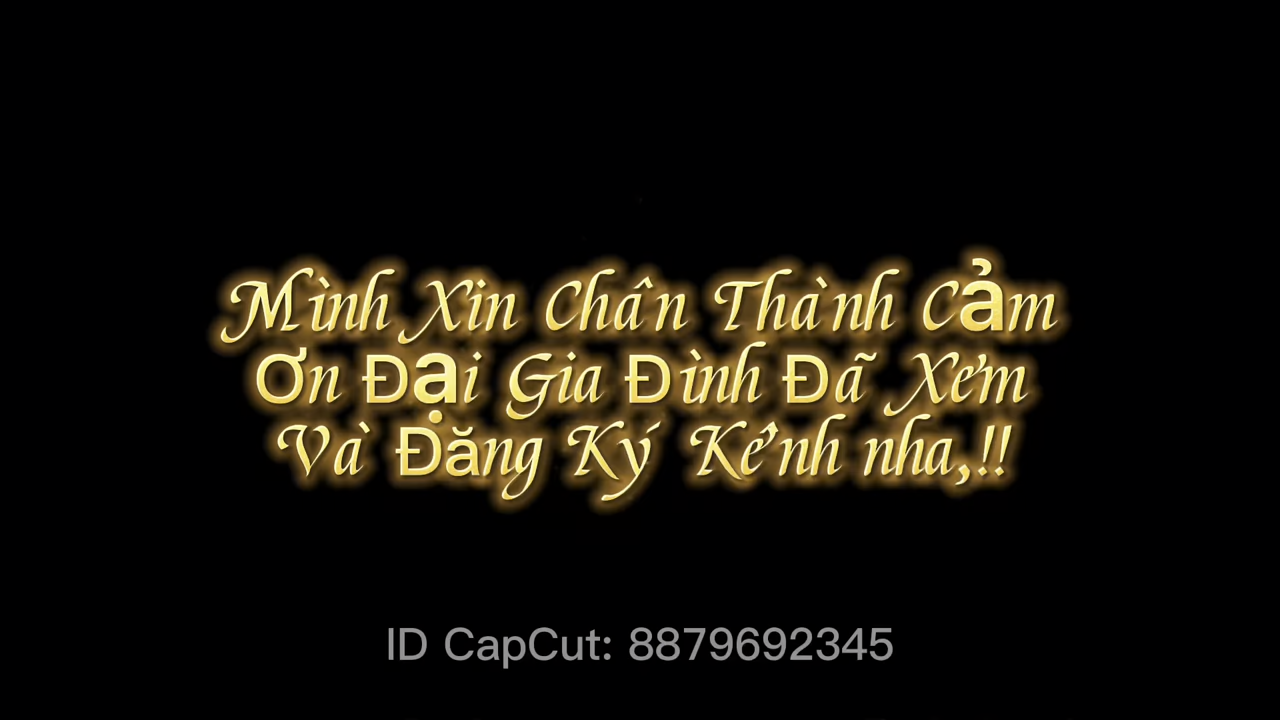 Mình Xin Chân Thành Cảm
Ơn Đại Gia Đình Đã Xem
Và Đăng Ký Kênh nha,!!
ID CapCut: 8879692345